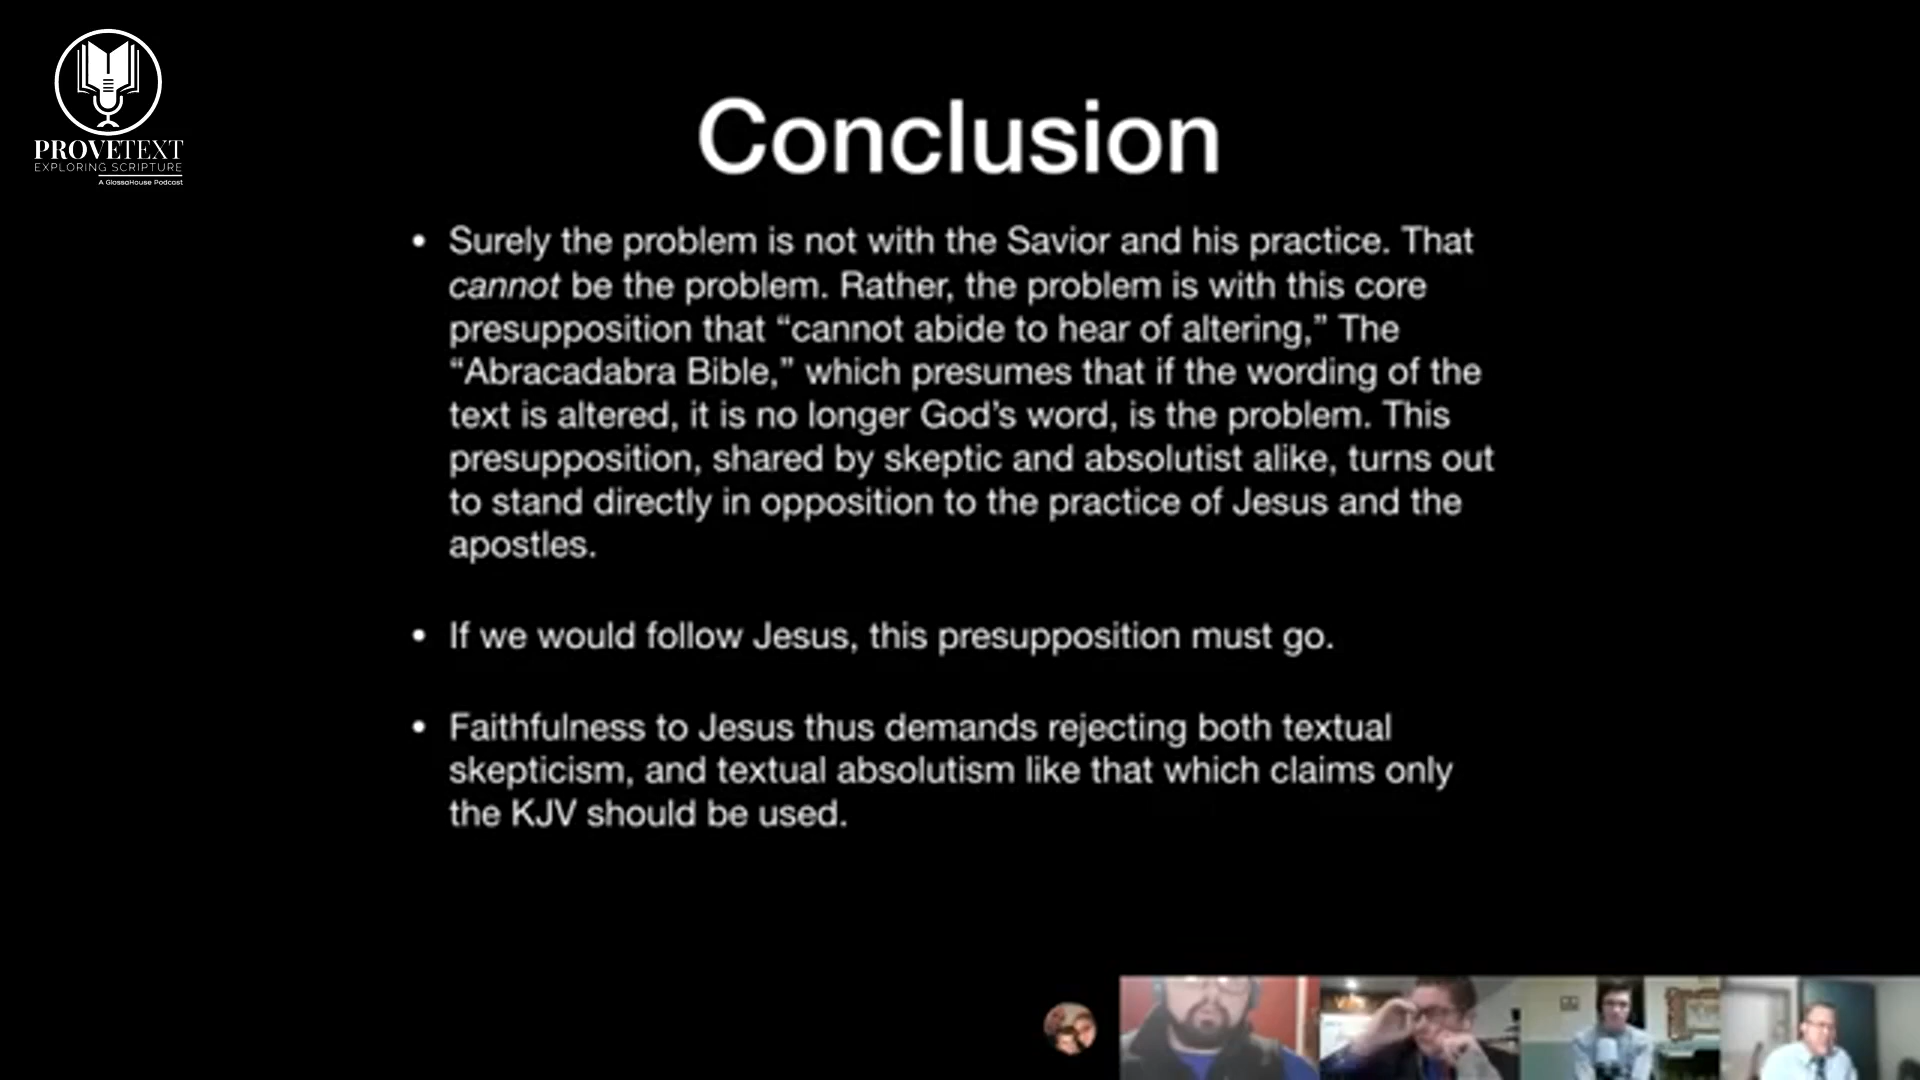 PROVETEXT
EXPLORING SCRIPTURE
A GlossaHouse Podcast
Conclusion
• Surely the problem is not with the Savior and his practice. That
cannot be the problem. Rather, the problem is with this core
presupposition that “cannot abide to hear of altering,” The
“Abracadabra Bible,” which presumes that if the wording of the
text is altered, it is no longer God’s word, is the problem. This
presupposition, shared by skeptic and absolutist alike, turns out
to stand directly in opposition to the practice of Jesus and the
apostles.
• If we would follow Jesus, this presupposition must go.
• Faithfulness to Jesus thus demands rejecting both textual
skepticism, and textual absolutism like that which claims only
the KJV should be used.